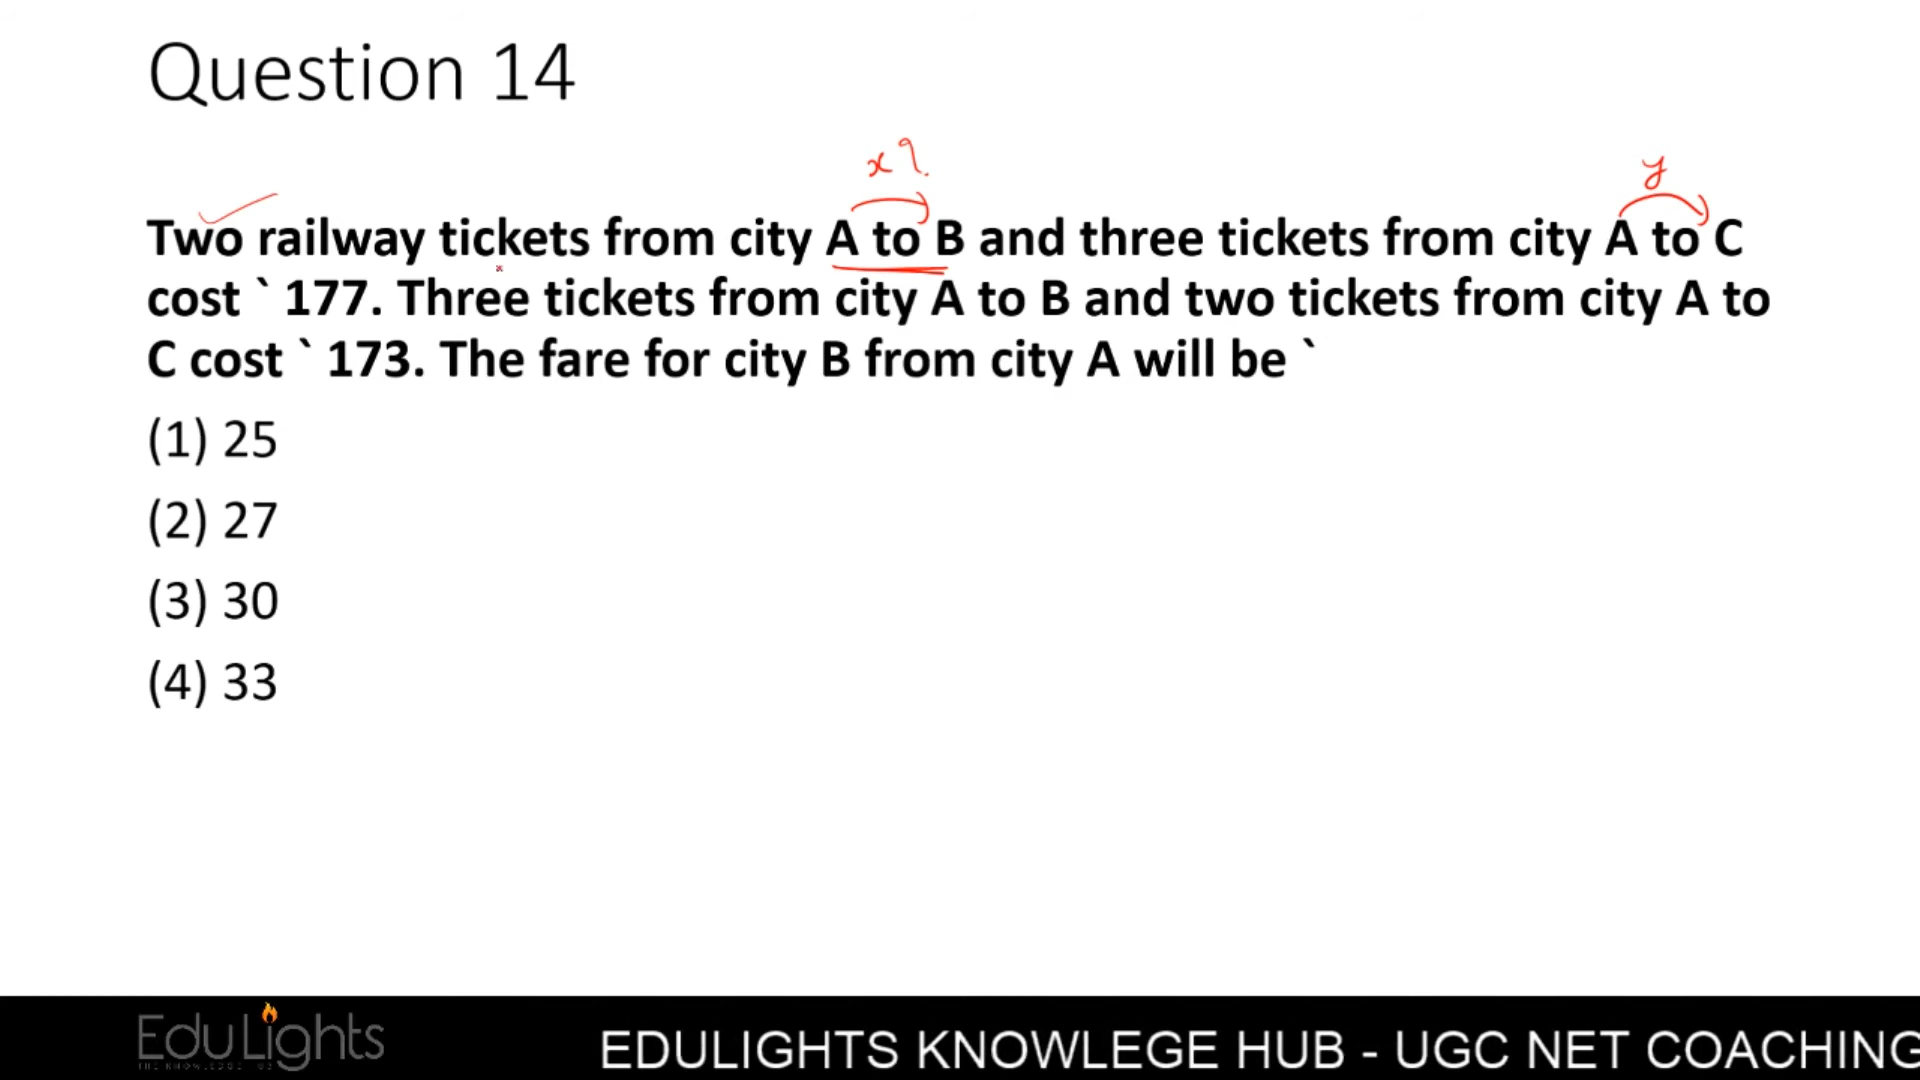 Question 14
x ?
y
Two railway tickets from city A to B and three tickets from city A to C
cost ` 177. Three tickets from city A to B and two tickets from city A to
C cost ` 173. The fare for city B from city A will be `
(1) 25
(2) 27
(3) 30
(4) 33
EduLights
EDULIGHTS KNOWLEGE HUB - UGC NET COACHING